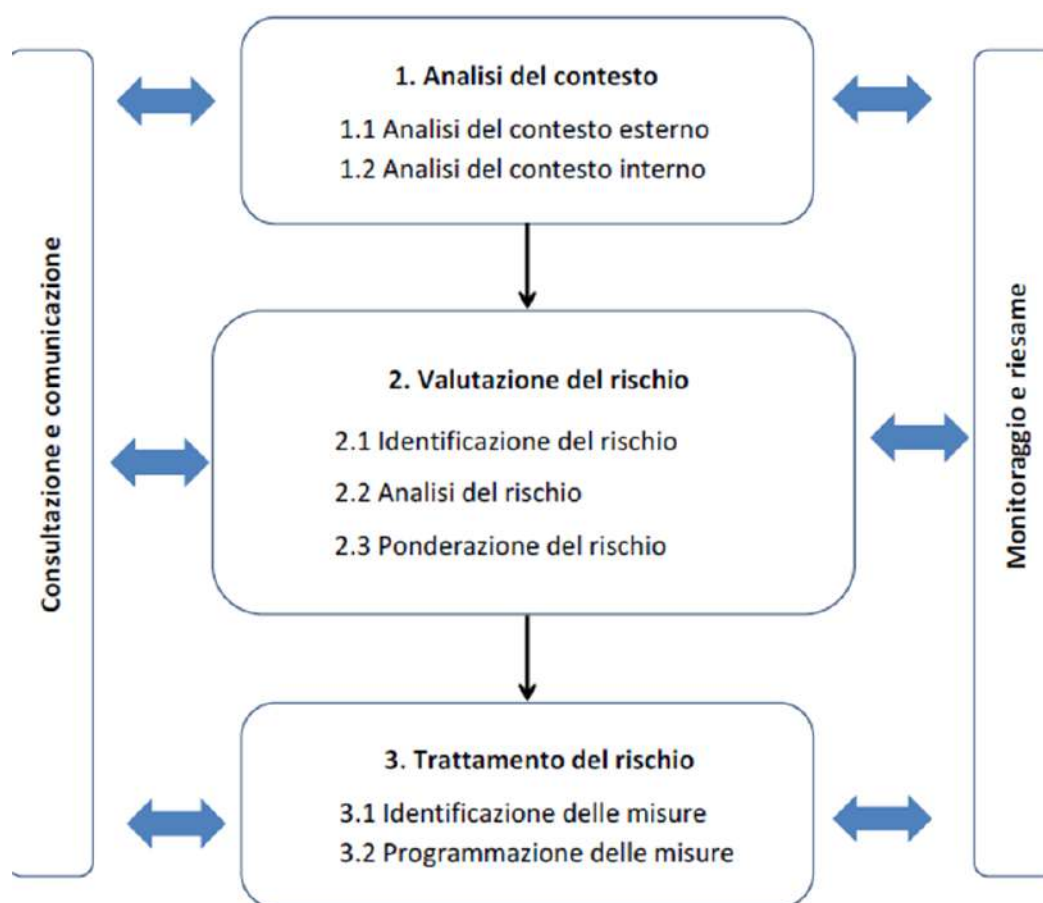 Consultazione e comunicazione
1. Analisi del contesto
1.1 Analisi del contesto esterno
1.2 Analisi del contesto interno
2. Valutazione del rischio
2.1 Identificazione del rischio
2.2 Analisi del rischio
2.3 Ponderazione del rischio
3. Trattamento del rischio
3.1 Identificazione delle misure
3.2 Programmazione delle misure
Monitoraggio e riesame